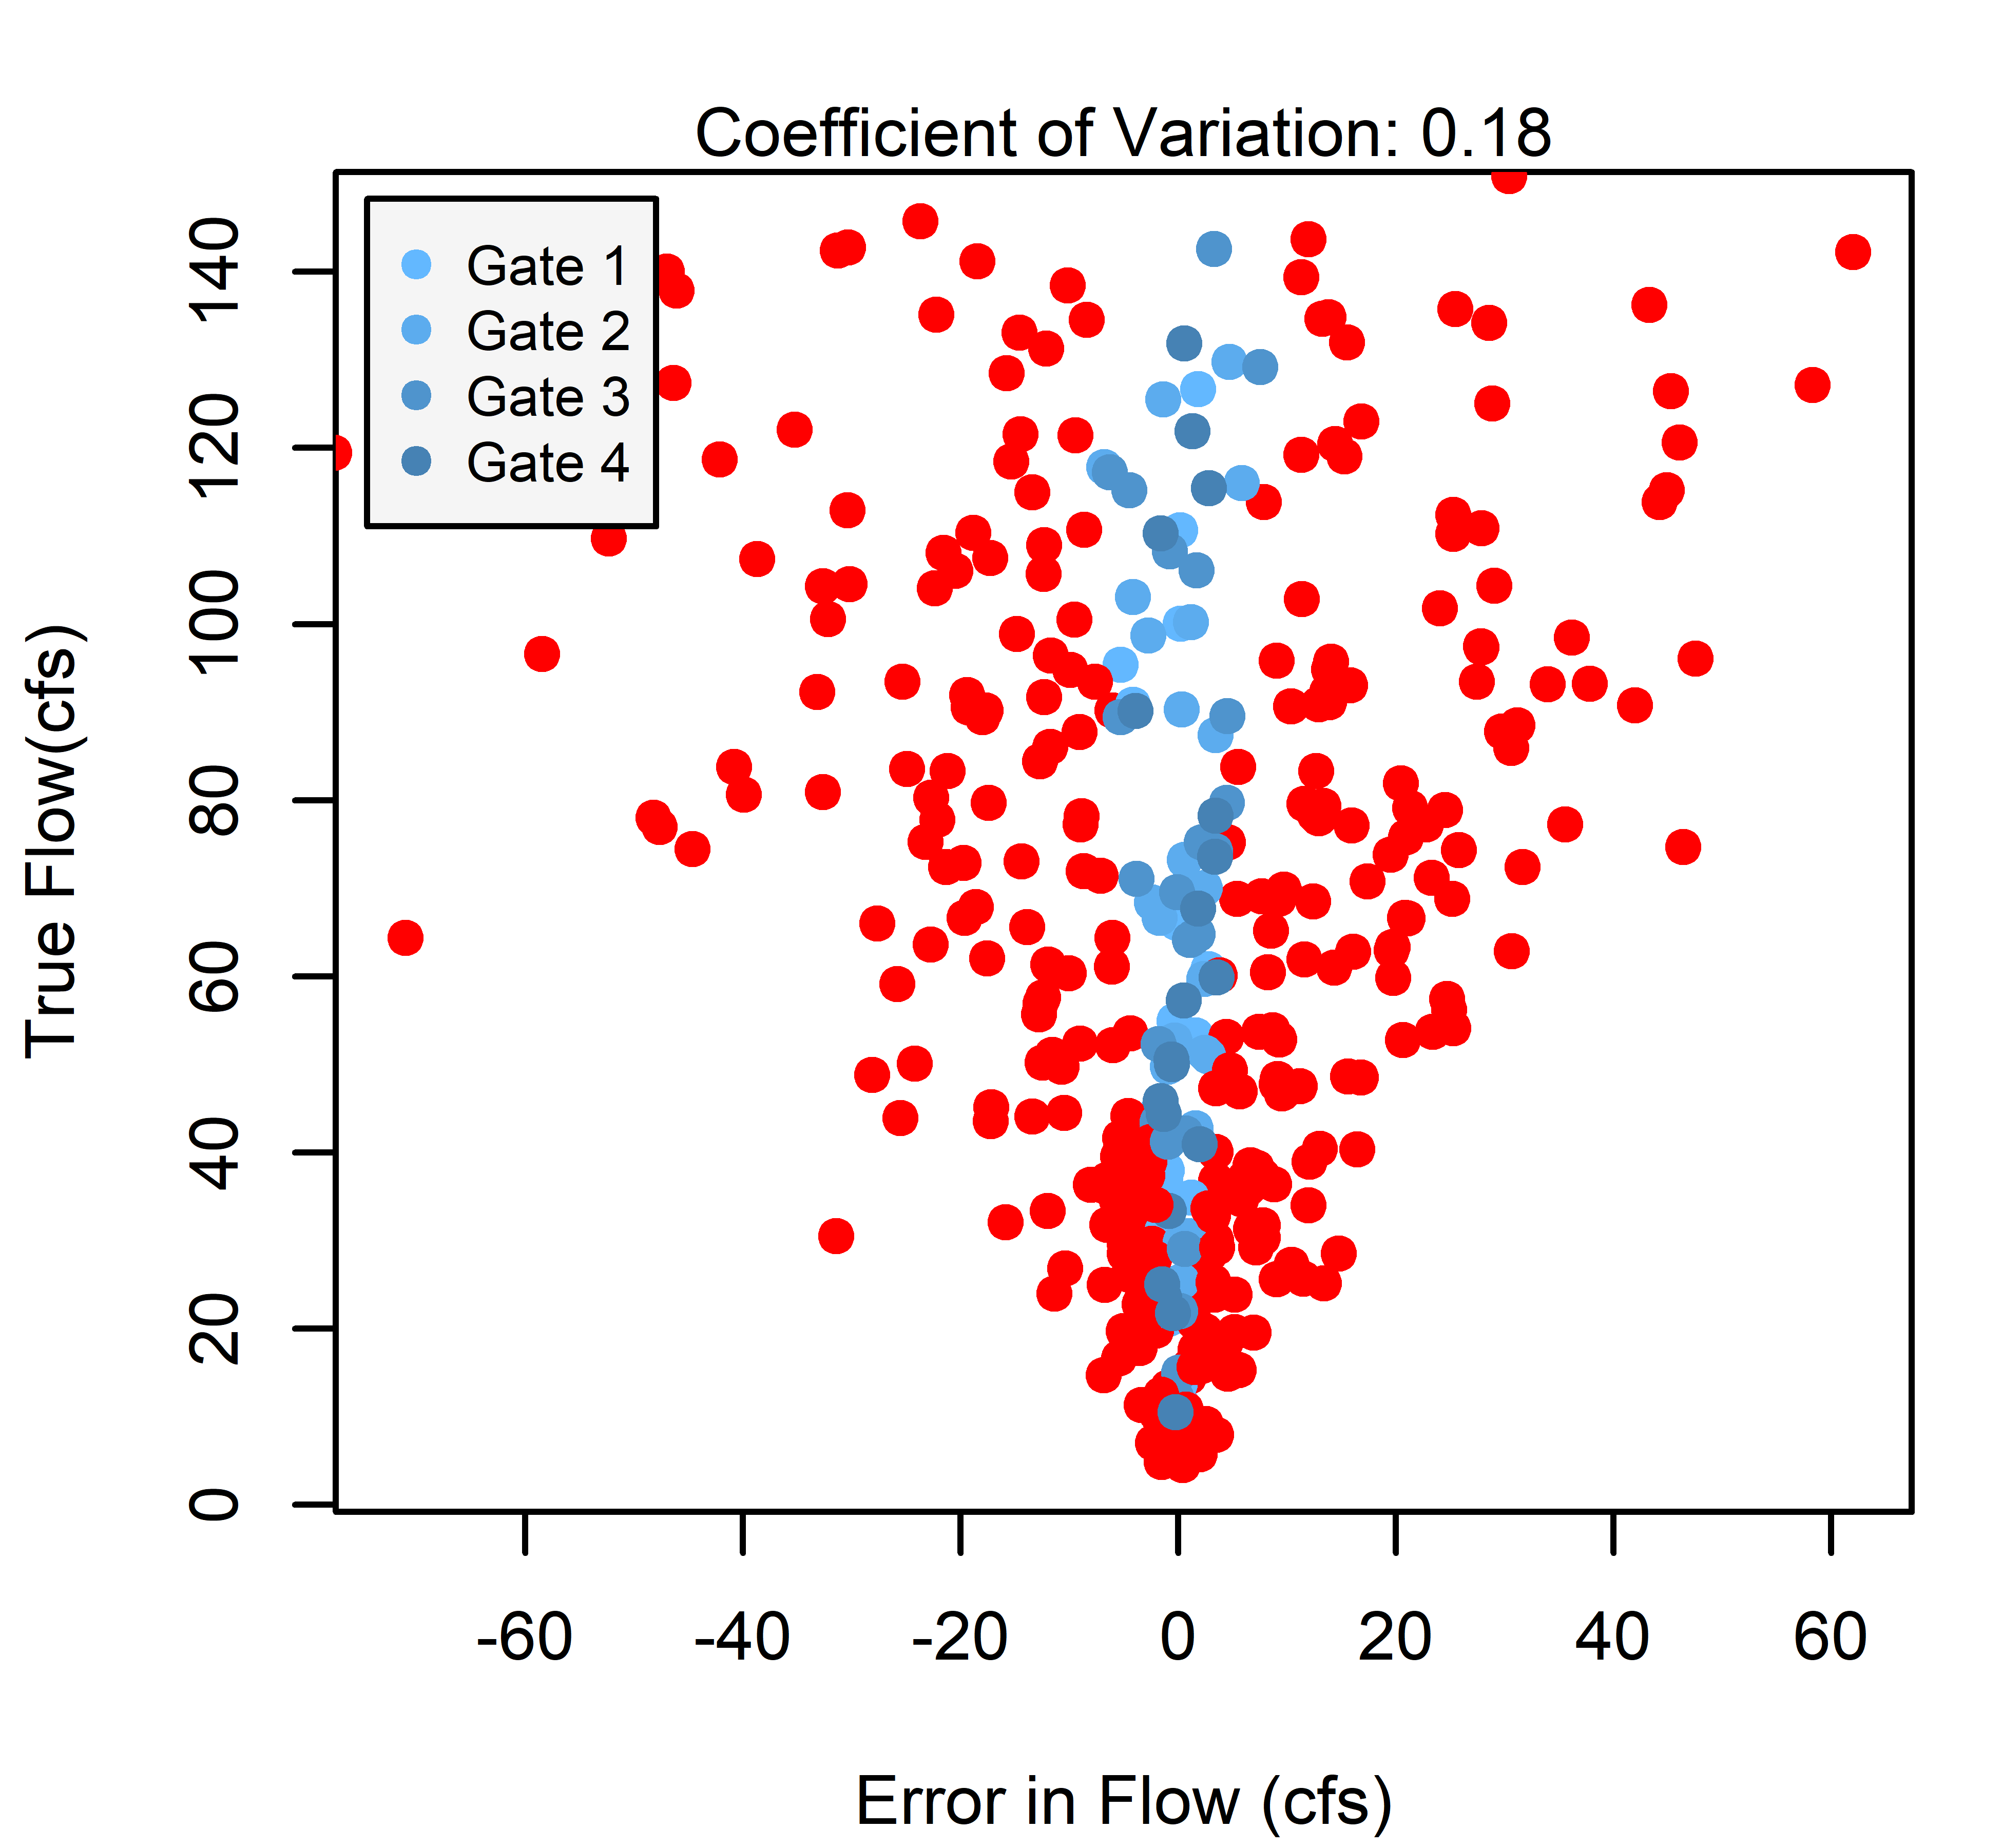 Coefficient of Variation: 0.18
Gate 1
Gate 2
Gate 3
Gate 4
True Flow(cfs)
140
120
100
80
60
40
20
0
-60 -40 -20 0 20 40 60
Error in Flow (cfs)